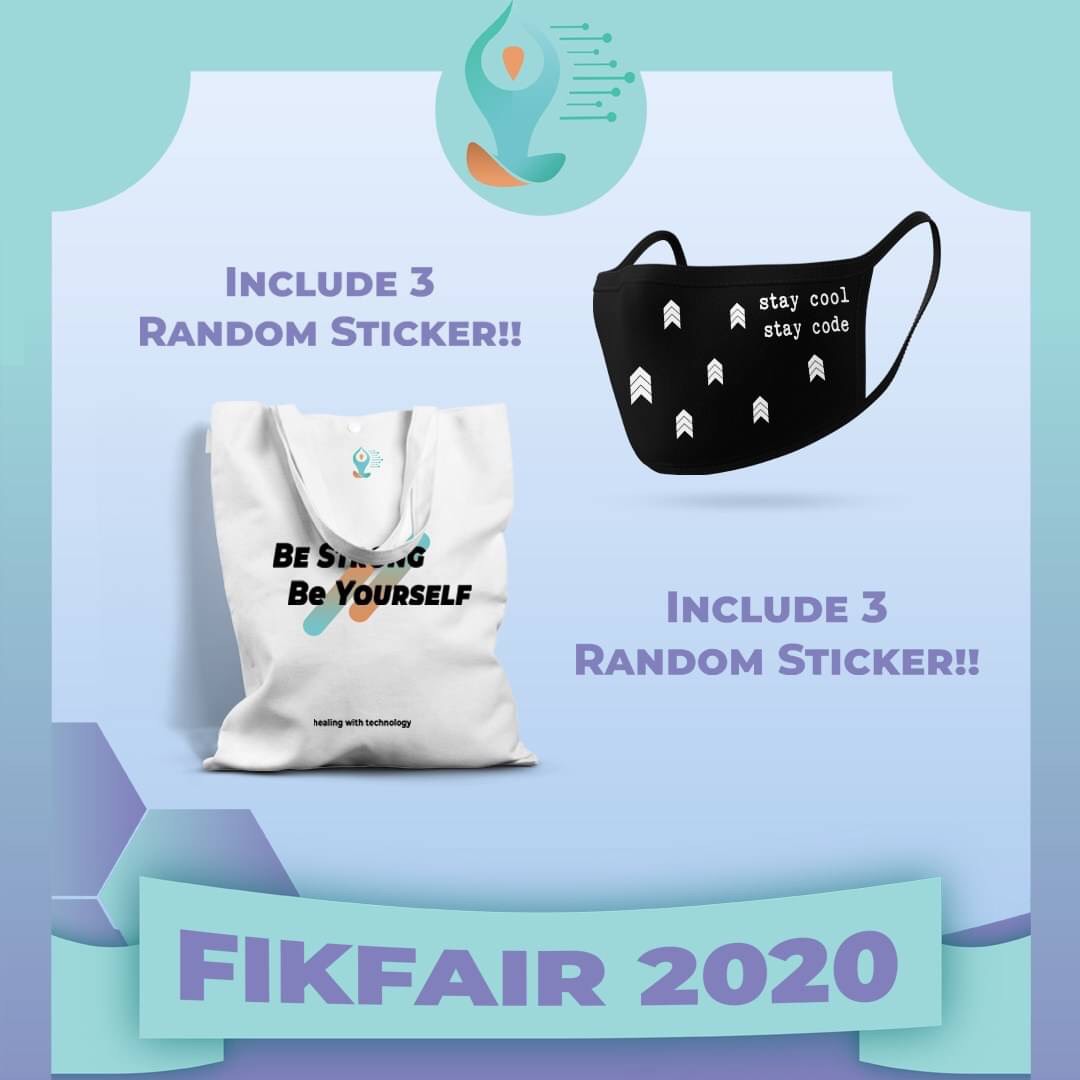 Include 3
Random Sticker!!
stay cool
stay code
Be Strong
Be Yourself
healing with technology
Include 3
Random Sticker!!
Fikfair 2020